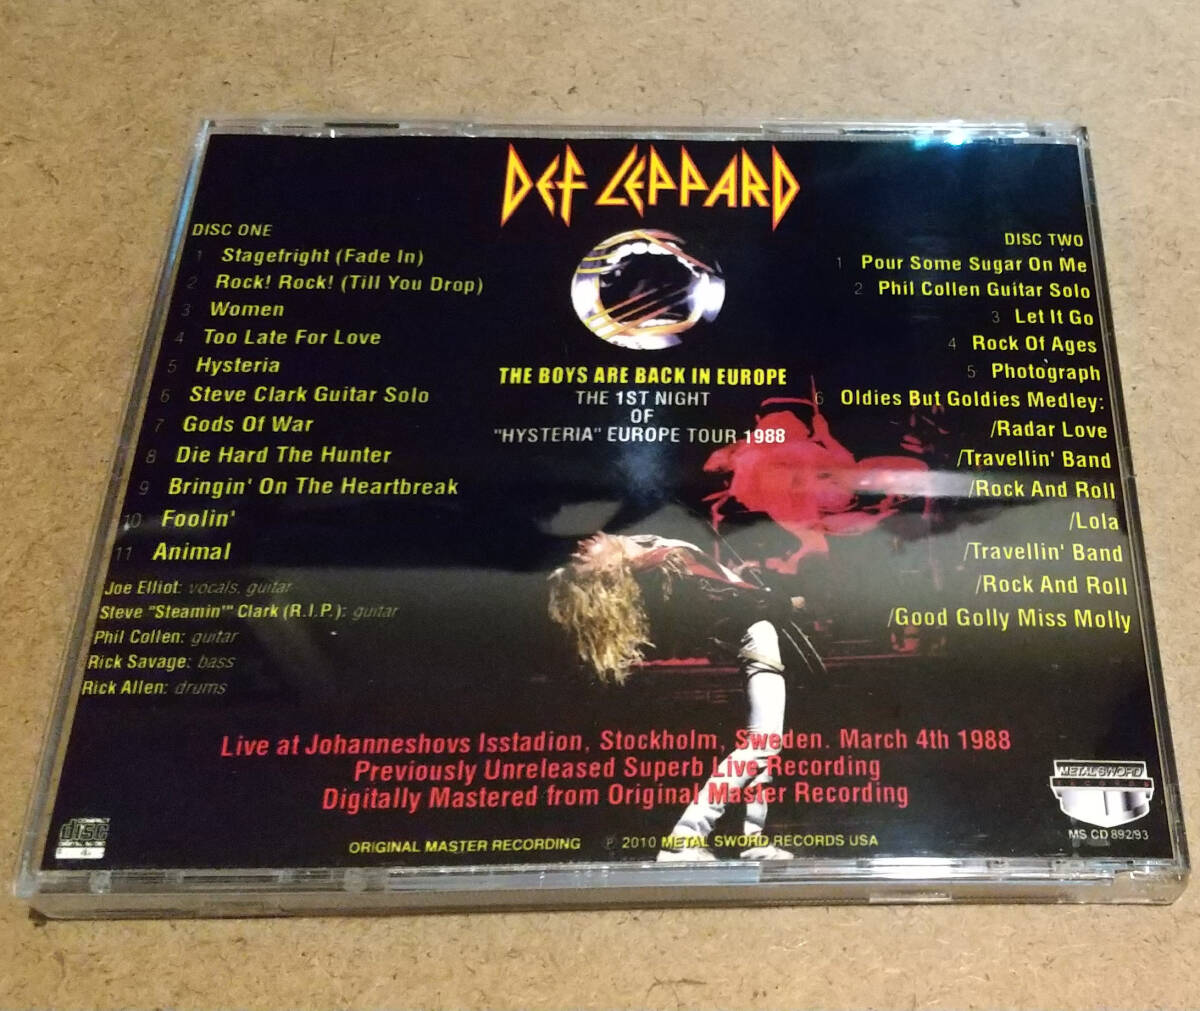 DEF LEPPARD
DISC ONE
1 Stagefright (Fade In)
2 Rock! Rock! (Till You Drop)
3 Women
4 Too Late For Love
5 Hysteria
6 Steve Clark Guitar Solo
7 Gods Of War
8 Die Hard The Hunter
9 Bringin' On The Heartbreak
10 Foolin'
11 Animal
Joe Elliot: vocals, guitar
Steve "Steamin'" Clark (R.I.P.): guitar
Phil Collen: guitar
Rick Savage: bass
Rick Allen: drums
THE BOYS ARE BACK IN EUROPE
THE 1ST NIGHT
OF
"HYSTERIA" EUROPE TOUR 1988
DISC TWO
1 Pour Some Sugar On Me
2 Phil Collen Guitar Solo
3 Let It Go
4 Rock Of Ages
5 Photograph
6 Oldies But Goldies Medley:
/Radar Love
/Travellin' Band
/Rock And Roll
/Lola
/Travellin' Band
/Rock And Roll
/Good Golly Miss Molly
Live at Johanneshovs Isstadion, Stockholm, Sweden. March 4th 1988
Previously Unreleased Superb Live Recording
Digitally Mastered from Original Master Recording
COMPACT
disc
DIGITAL AUDIO
ORIGINAL MASTER RECORDING ℗ 2010 METAL SWORD RECORDS USA
METAL SWORD
RECORDS
MS CD 892/93